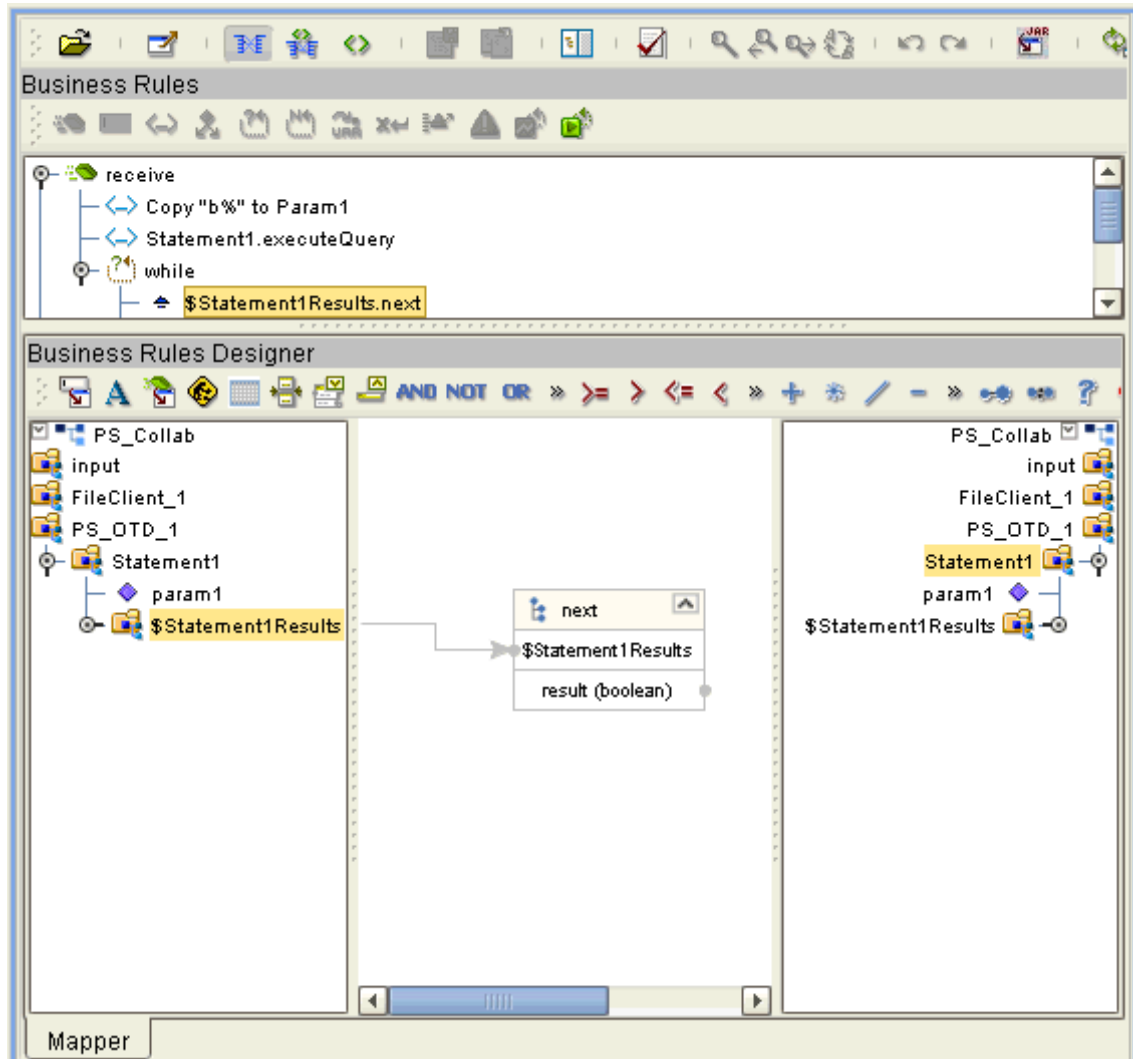 JAR
Business Rules
receive
Copy "b%" to Param1
Statement1.executeQuery
while
$Statement1Results.next
Business Rules Designer
A AND NOT OR » >= > <= < » + * / - » ?
PS_Collab
input
FileClient_1
PS_OTD_1
Statement1
param1
$Statement1Results
next
$Statement1Results
result (boolean)
PS_Collab
input
FileClient_1
PS_OTD_1
Statement1
param1
$Statement1Results
Mapper